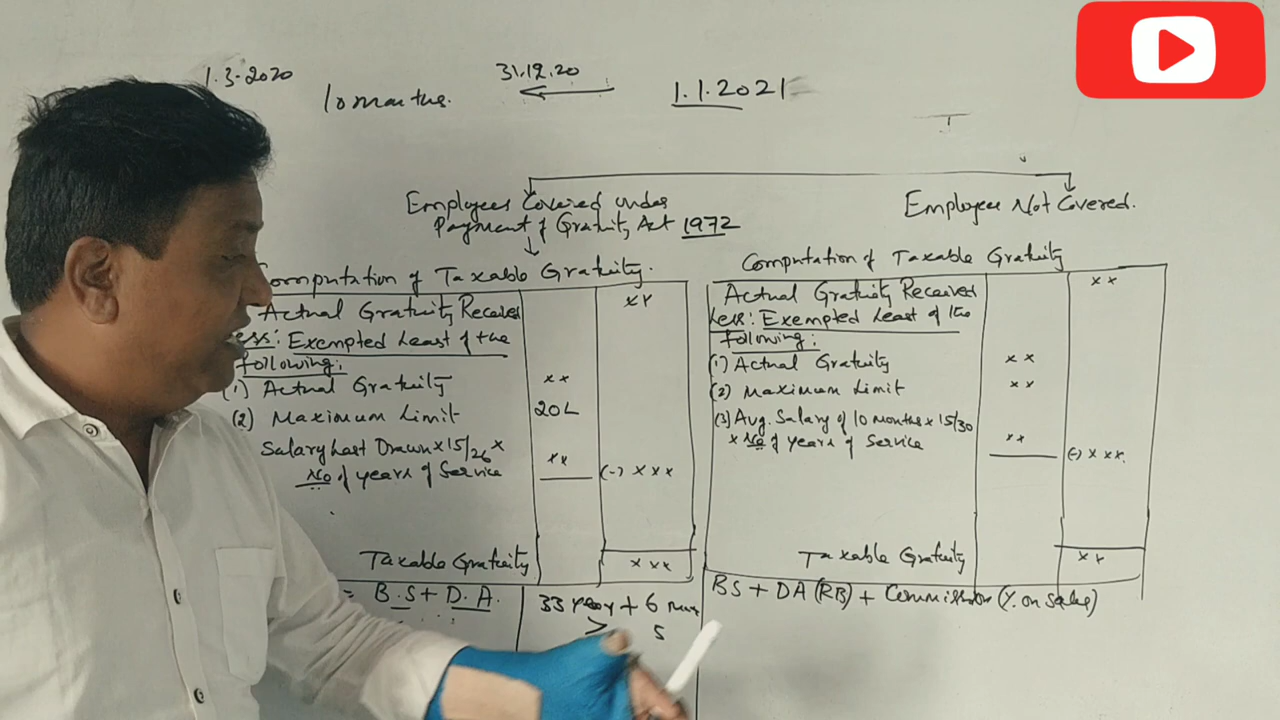 1.3.2020
10 months.
31.12.20
1.1.2021
Employees Covered under
Payment of Gratuity Act 1972
Employee Not Covered.
Computation of Taxable Gratuity.
Actual Gratuity Received
xx
Less: Exempted Least of the
following:
(1) Actual Gratuity
xx
(2) Maximum Limit
20L
Salary Last Drawn x 15/26 x
No of years of Service
xx
(-) xxx
Taxable Gratuity
xxx
= B.S + D.A.
33 year + 6
>
5
Computation of Taxable Gratuity
Actual Gratuity Received
xx
Less: Exempted Least of the
following:
(1) Actual Gratuity
xx
(2) Maximum Limit
xx
(3) Avg. Salary of 10 months x 15/30
x No of years of Service
xx
(-) xxx.
Taxable Gratuity
xx
BS + DA (RB) + Commission (% on sales)